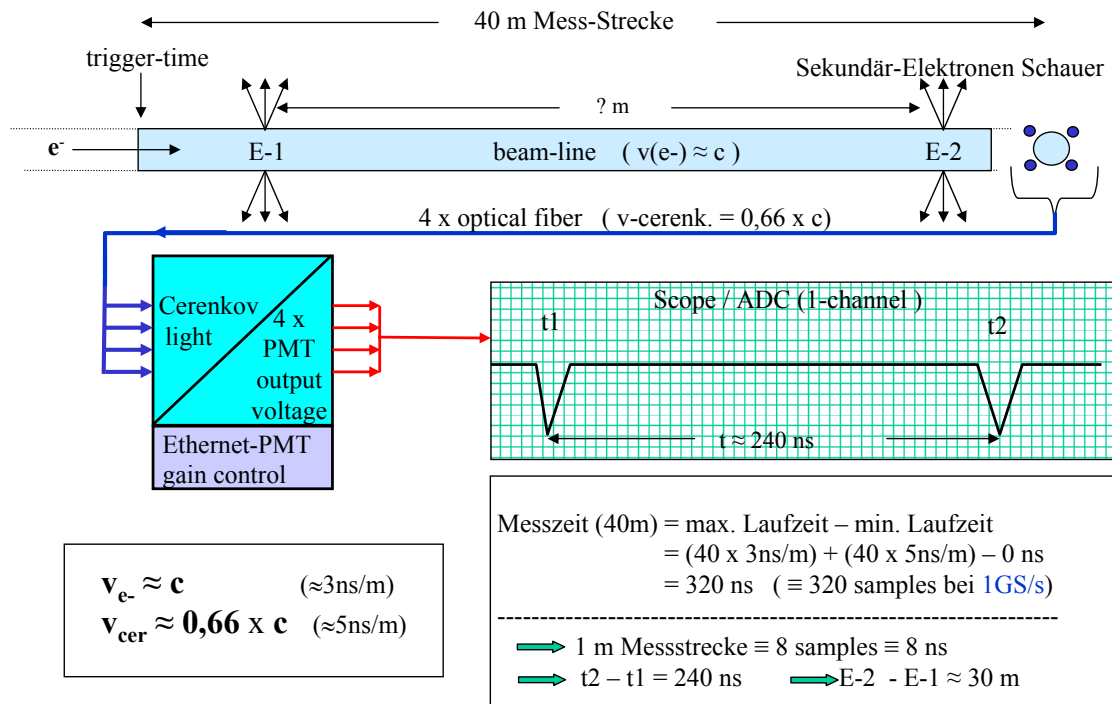 40 m Mess-Strecke
trigger-time
Sekundär-Elektronen Schauer
? m
e-
E-1
beam-line ( v(e-) ≈ c )
E-2
4 x optical fiber ( v-cerenk. = 0,66 x c)
Cerenkov
light
4 x
PMT
output
voltage
Ethernet-PMT
gain control
Scope / ADC (1-channel )
t1
t2
t ≈ 240 ns
Messzeit (40m) = max. Laufzeit – min. Laufzeit
= (40 x 3ns/m) + (40 x 5ns/m) – 0 ns
= 320 ns ( ≡ 320 samples bei 1GS/s)
1 m Messstrecke ≡ 8 samples ≡ 8 ns
t2 – t1 = 240 ns E-2 - E-1 ≈ 30 m
ve- ≈ c (≈3ns/m)
vcer ≈ 0,66 x c (≈5ns/m)